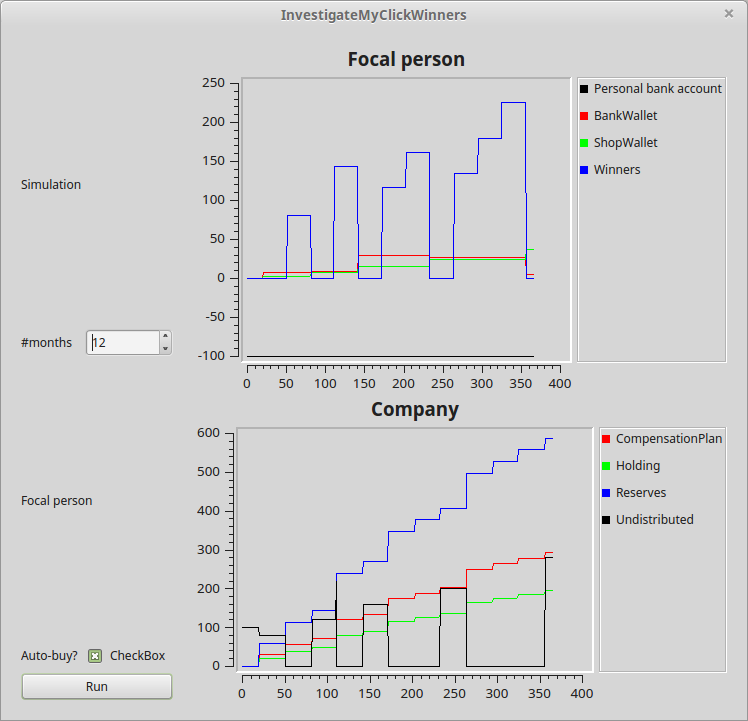 InvestigateMyClickWinners
Simulation
#months 12
Focal person
Auto-buy? CheckBox
Run
Focal person
250
200
150
100
50
0
-50
-100
0 50 100 150 200 250 300 350 400
Personal bank account
BankWallet
ShopWallet
Winners
Company
600
500
400
300
200
100
0
0 50 100 150 200 250 300 350 400
CompensationPlan
Holding
Reserves
Undistributed